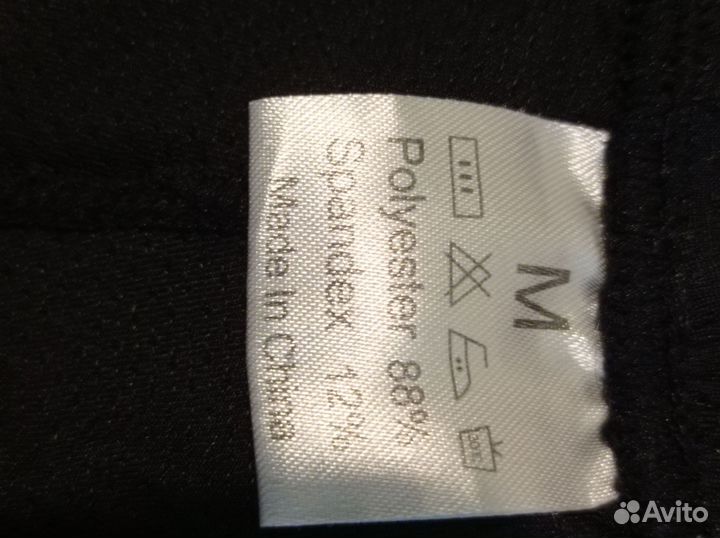 M
Polyester 88%
Spandex 12%
Made In China
Avito